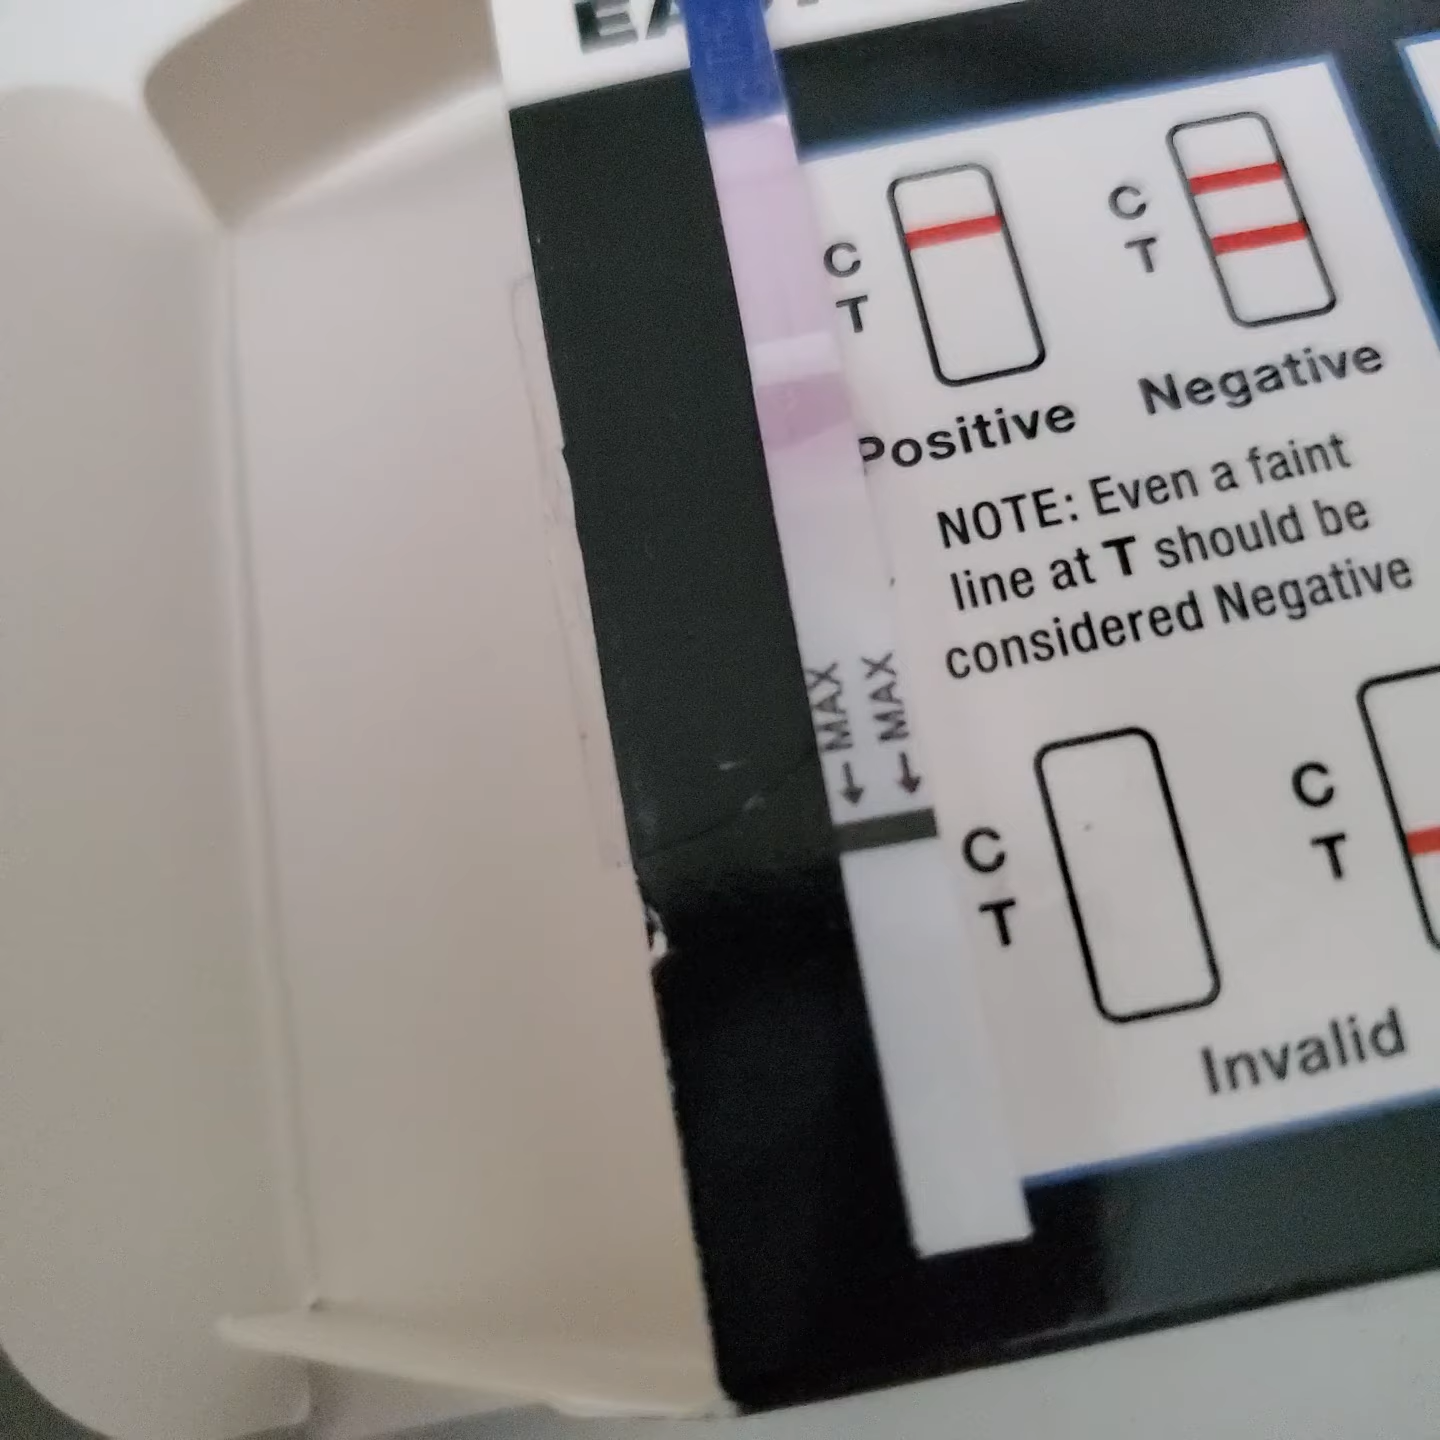 C
T
C
T
Positive
Negative
NOTE: Even a faint
line at T should be
considered Negative
MAX
MAX
C
T
C
T
Invalid